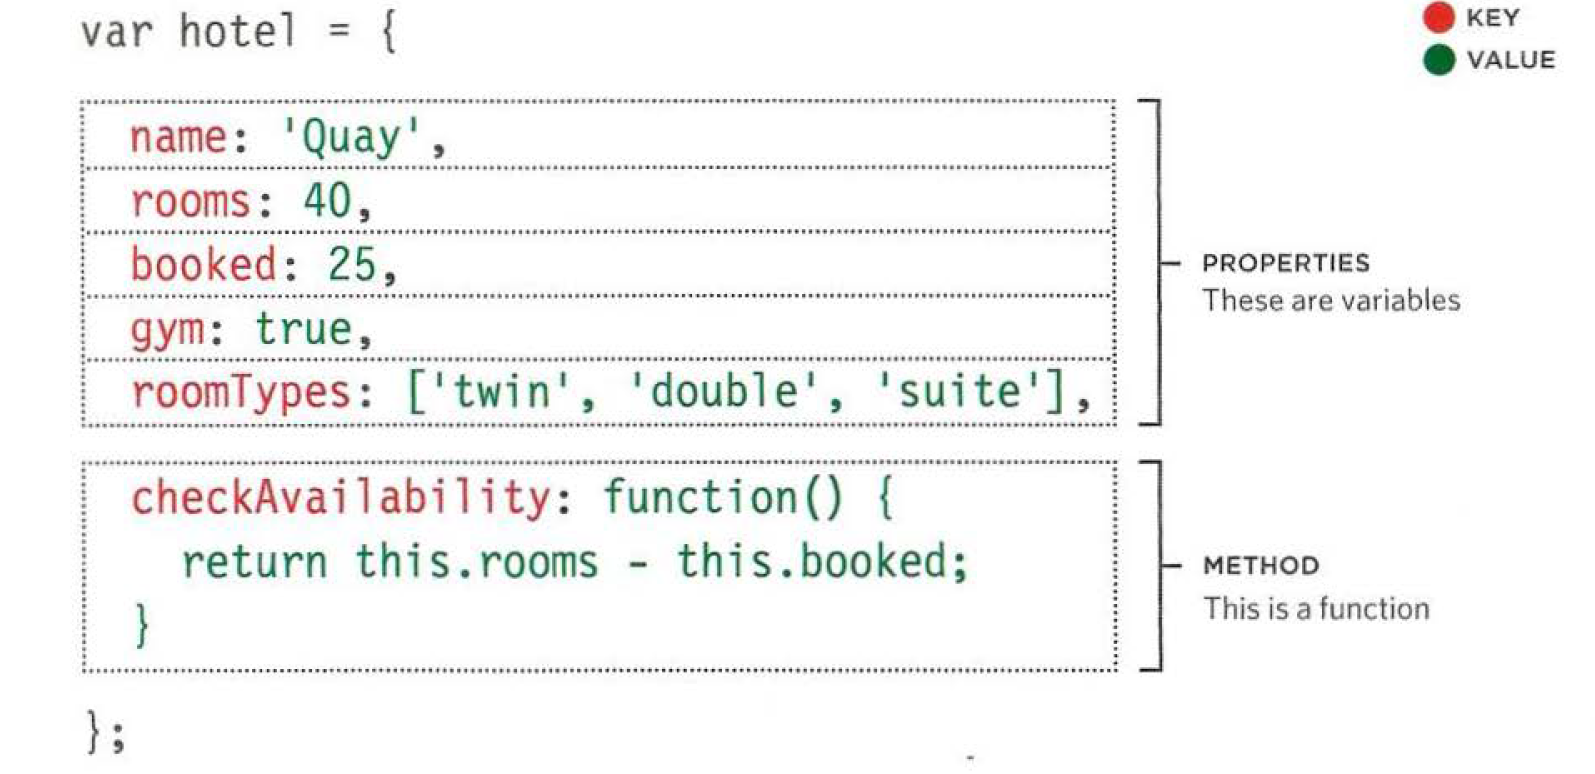 var hotel = {
KEY
VALUE
name: 'Quay',
rooms: 40,
booked: 25,
gym: true,
roomTypes: ['twin', 'double', 'suite'],
PROPERTIES
These are variables
checkAvailability: function() {
return this.rooms - this.booked;
}
METHOD
This is a function
};